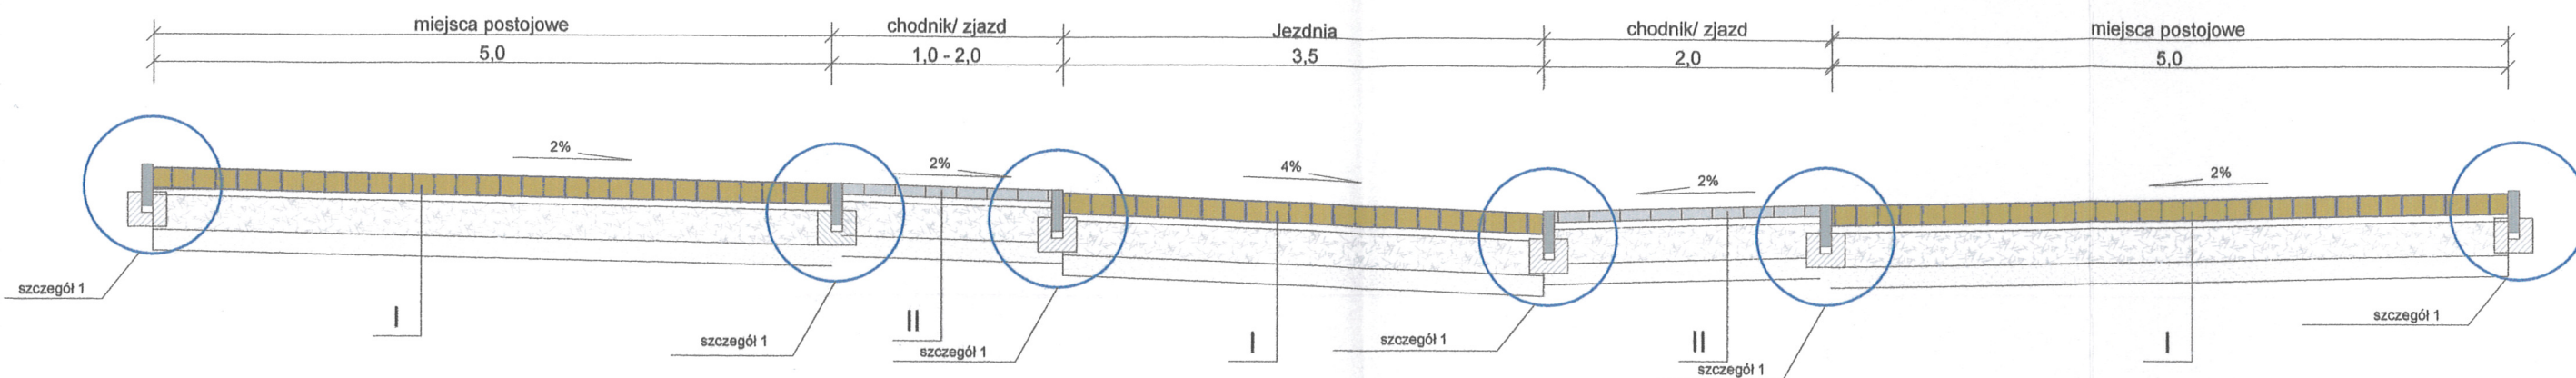 miejsca postojowe chodnik/ zjazd Jezdnia chodnik/ zjazd miejsca postojowe
5,0 1,0 - 2,0 3,5 2,0 5,0
2% 2% 4% 2% 2%
szczegół 1 I szczegół 1 II szczegół 1 I szczegół 1 II szczegół 1 I szczegół 1